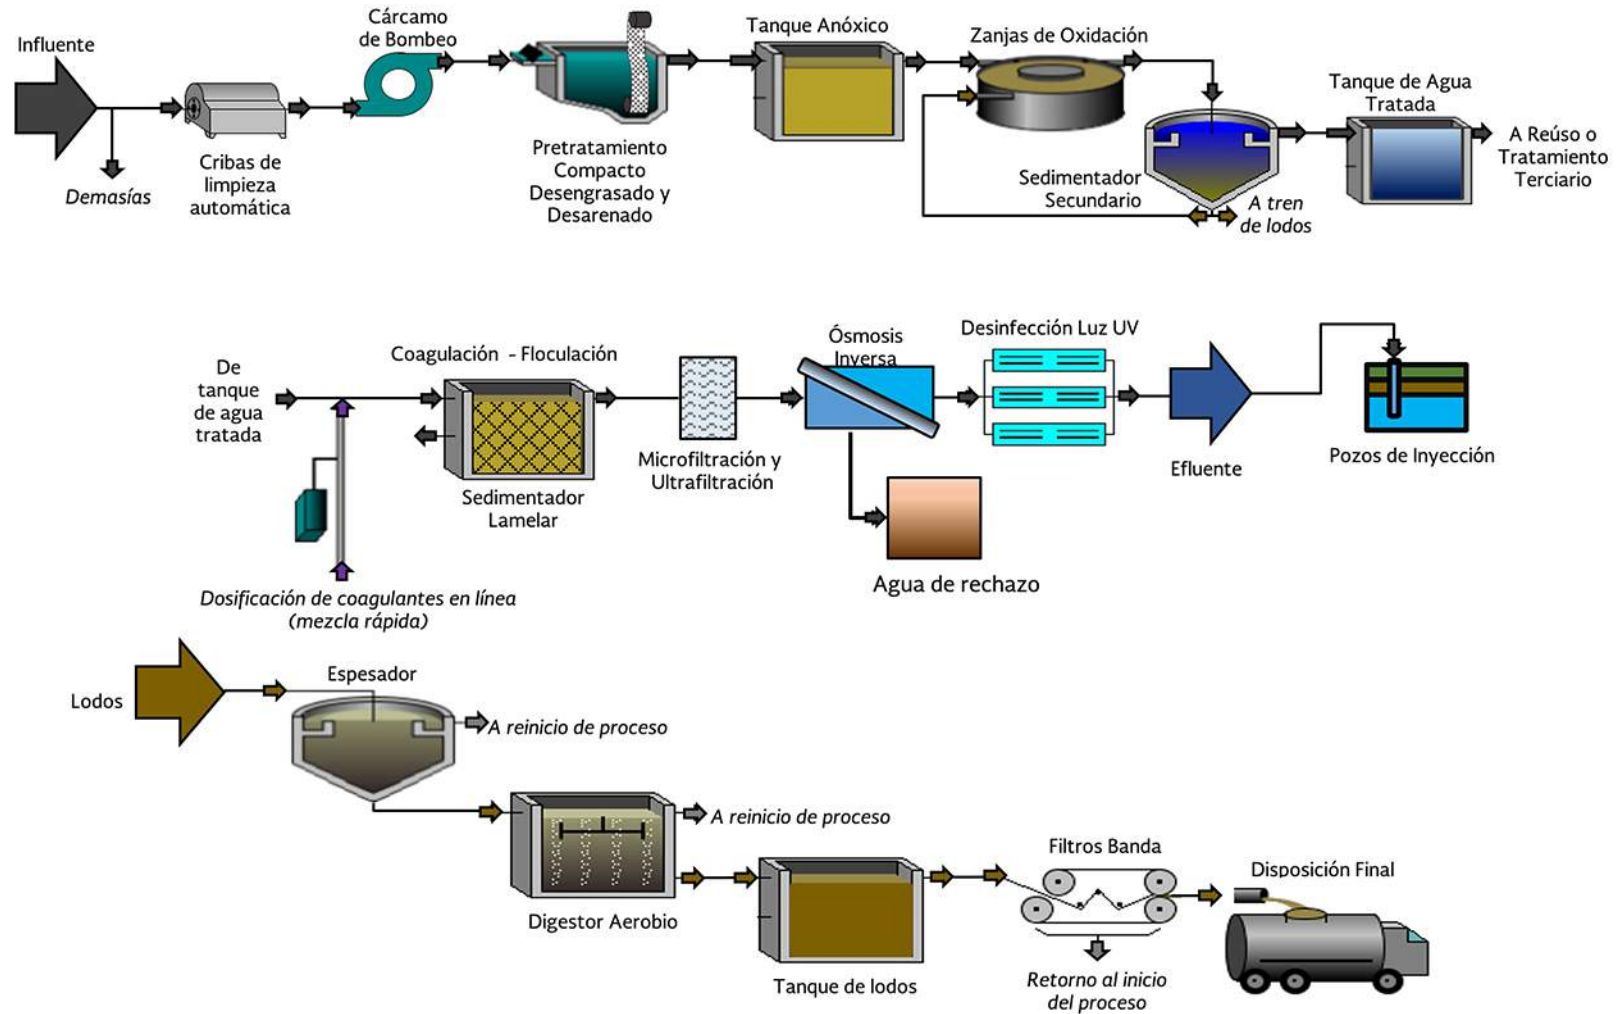 Influente
Demasías
Cribas de
limpieza
automática
Cárcamo
de Bombeo
Pretratamiento
Compacto
Desengrasado y
Desarenado
Tanque Anóxico
Zanjas de Oxidación
Sedimentador
Secundario
A tren
de lodos
Tanque de Agua
Tratada
A Reúso o
Tratamiento
Terciario
De
tanque
de agua
tratada
Dosificación de coagulantes en línea
(mezcla rápida)
Coagulación - Floculación
Sedimentador
Lamelar
Microfiltración y
Ultrafiltración
Ósmosis
Inversa
Agua de rechazo
Desinfección Luz UV
Efluente
Pozos de Inyección
Lodos
Espesador
A reinicio de proceso
Digestor Aerobio
A reinicio de proceso
Tanque de lodos
Filtros Banda
Retorno al inicio
del proceso
Disposición Final